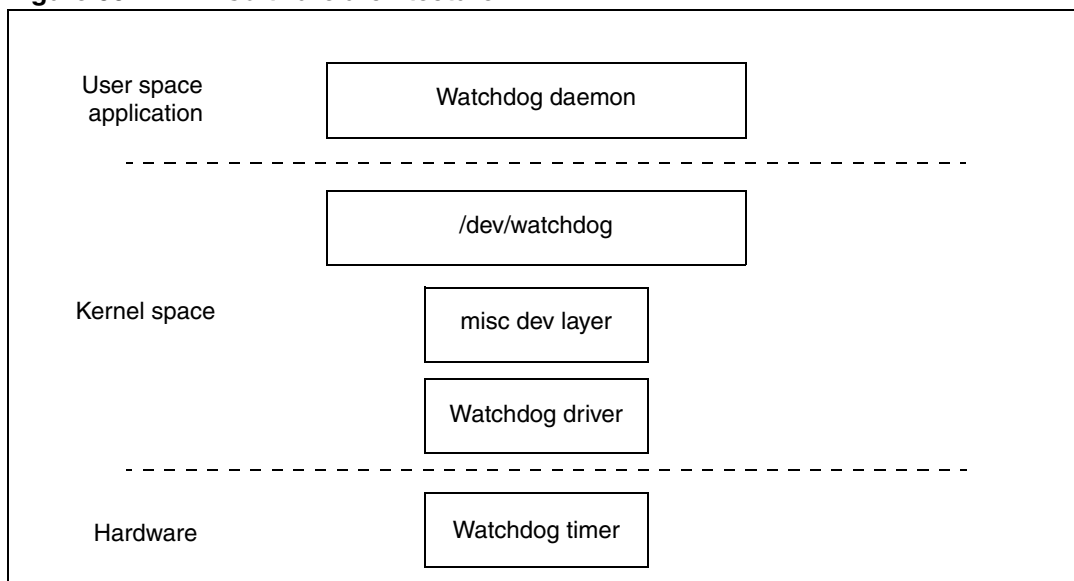 User space
application
Watchdog daemon
/dev/watchdog
Kernel space
misc dev layer
Watchdog driver
Hardware
Watchdog timer